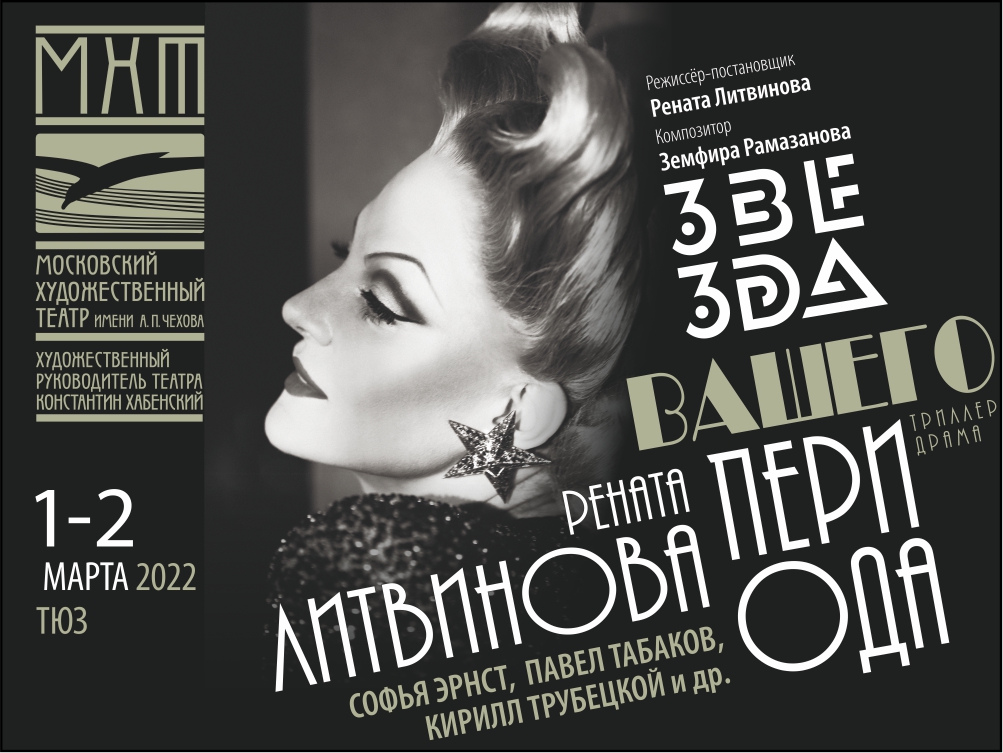 МХТ
МОСКОВСКИЙ
ХУДОЖЕСТВЕННЫЙ
ТЕАТР ИМЕНИ А.П.ЧЕХОВА
ХУДОЖЕСТВЕННЫЙ
РУКОВОДИТЕЛЬ ТЕАТРА
КОНСТАНТИН ХАБЕНСКИЙ
1-2
МАРТА 2022
ТЮЗ
Режиссёр-постановщик
Рената Литвинова
Композитор
Земфира Рамазанова
ЗВЕ
ЗДА
ВАШЕГО
ПЕРИ
ОДА
ТРИЛЛЕР
ДРАМА
РЕНАТА
ЛИТВИНОВА
СОФЬЯ ЭРНСТ, ПАВЕЛ ТАБАКОВ,
КИРИЛЛ ТРУБЕЦКОЙ и др.